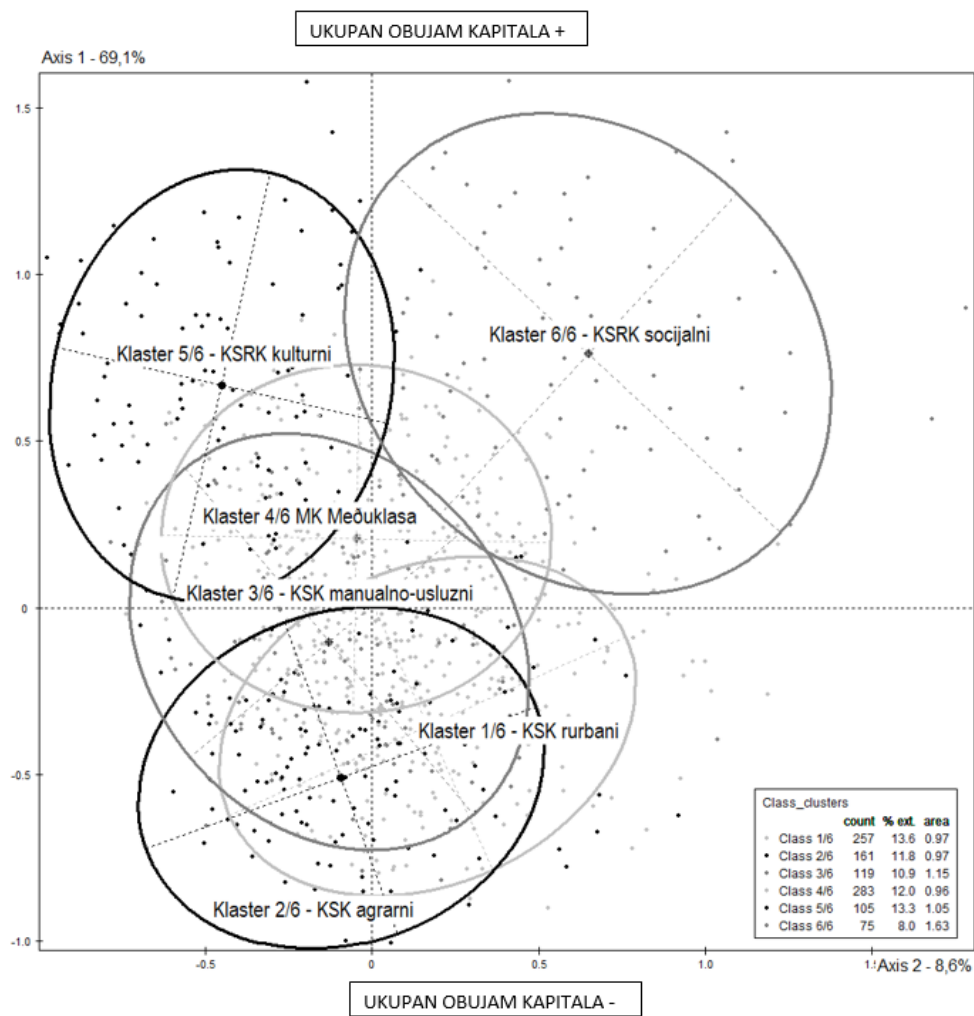 UKUPAN OBUJAM KAPITALA +
Axis 1 - 69,1%
1.5
1.0
Klaster 6/6 - KSRK socijalni
Klaster 5/6 - KSRK kulturni
0.5
Klaster 4/6 MK Meðuklasa
Klaster 3/6 - KSK manualno-usluzni
0
Klaster 1/6 - KSK rurbani
-0.5
Class_clusters
count % ext. area
Class 1/6 257 13.6 0.97
Class 2/6 161 11.8 0.97
Class 3/6 119 10.9 1.15
Class 4/6 283 12.0 0.96
Class 5/6 105 13.3 1.05
Class 6/6 75 8.0 1.63
Klaster 2/6 - KSK agrarni
-1.0
-0.5 0 0.5 1.0 Axis 2 - 8,6%
UKUPAN OBUJAM KAPITALA -